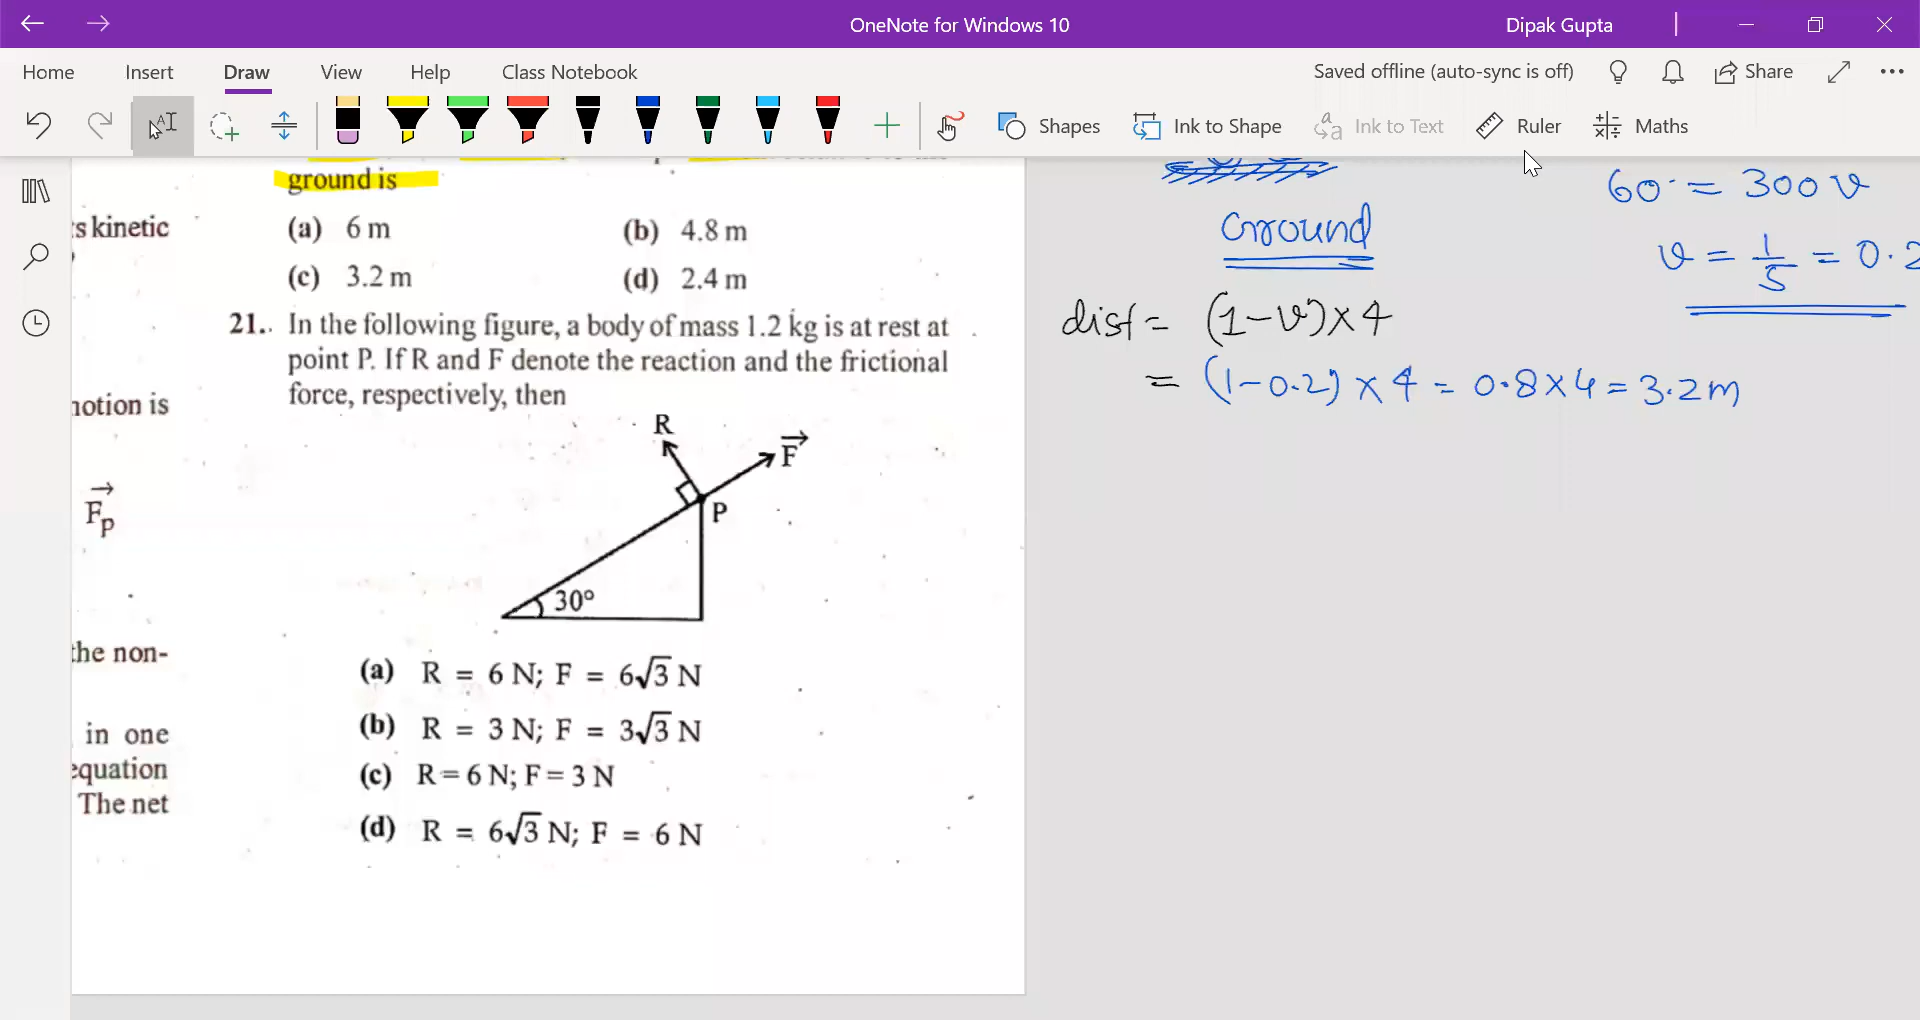 OneNote for Windows 10
Dipak Gupta
Home Insert Draw View Help Class Notebook
Saved offline (auto-sync is off) Share
Shapes Ink to Shape Ink to Text Ruler Maths
ground is
(a) 6 m (b) 4.8 m
(c) 3.2 m (d) 2.4 m
21. In the following figure, a body of mass 1.2 kg is at rest at
point P. If R and F denote the reaction and the frictional
force, respectively, then
R
F⃗
P
30°
(a) R = 6 N; F = 6√3 N
(b) R = 3 N; F = 3√3 N
(c) R = 6 N; F = 3 N
(d) R = 6√3 N; F = 6 N
s kinetic
notion is
F⃗p
the non-
in one
equation
The net
Ground
60 = 300 v
v = 1/5 = 0.2
dist = (1-v)×4
= (1-0.2) × 4 = 0.8×4 = 3.2m